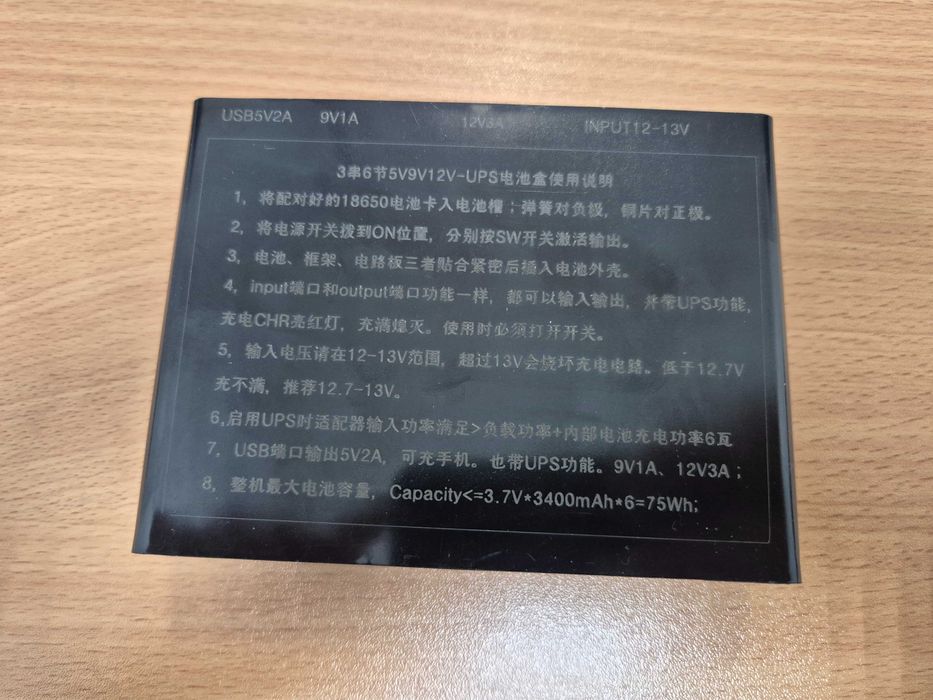 USB5V2A 9V1A 12V3A INPUT12-13V
3串6节5V9V12V-UPS电池盒使用说明
1，将配对好的18650电池卡入电池槽；弹簧对负极，铜片对正极。
2，将电源开关拨到ON位置，分别按SW开关激活输出。
3，电池、框架、电路板三者贴合紧密后插入电池外壳。
4，input端口和output端口功能一样，都可以输入输出，并带UPS功能，
充电CHR亮红灯，充满熄灭。使用时必须打开开关。
5，输入电压请在12-13V范围，超过13V会烧坏充电电路。低于12.7V
充不满，推荐12.7-13V。
6,启用UPS时适配器输入功率满足>负载功率+内部电池充电功率6瓦
7，USB端口输出5V2A，可充手机。也带UPS功能。9V1A、12V3A；
8，整机最大电池容量，Capacity<=3.7V*3400mAh*6=75Wh;